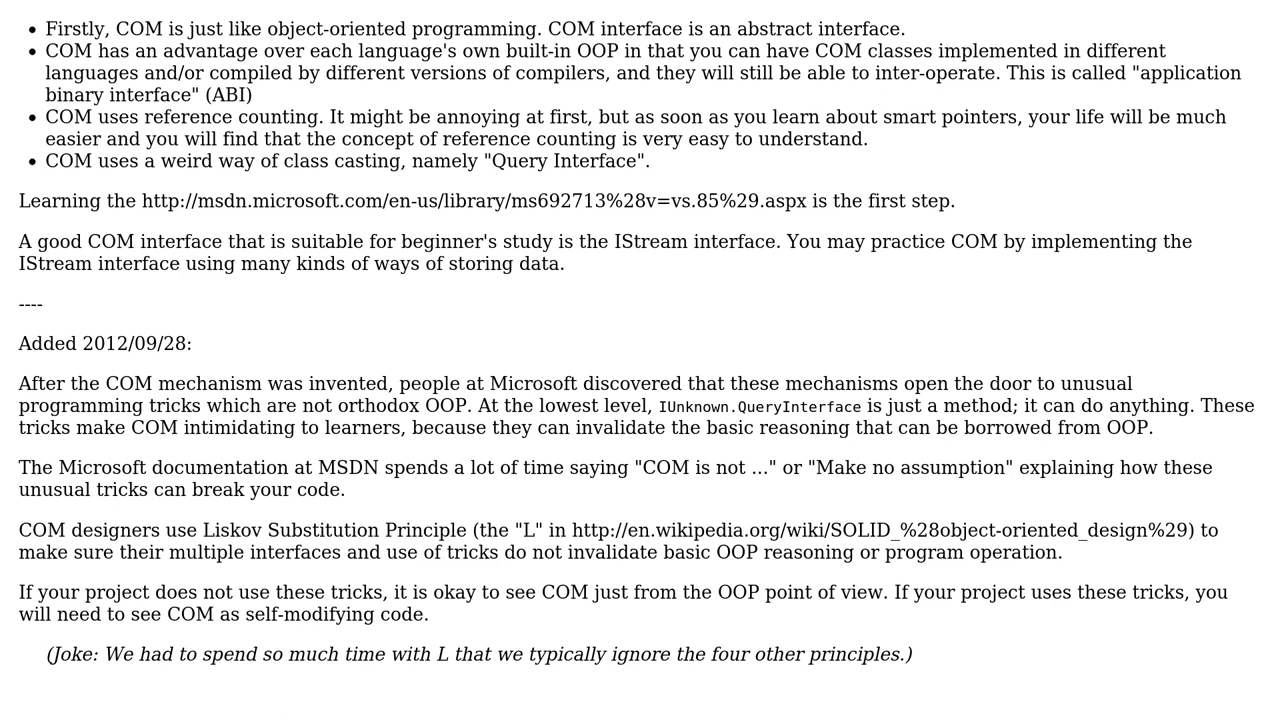 • Firstly, COM is just like object-oriented programming. COM interface is an abstract interface.
• COM has an advantage over each language's own built-in OOP in that you can have COM classes implemented in different
languages and/or compiled by different versions of compilers, and they will still be able to inter-operate. This is called "application
binary interface" (ABI)
• COM uses reference counting. It might be annoying at first, but as soon as you learn about smart pointers, your life will be much
easier and you will find that the concept of reference counting is very easy to understand.
• COM uses a weird way of class casting, namely "Query Interface".
Learning the http://msdn.microsoft.com/en-us/library/ms692713%28v=vs.85%29.aspx is the first step.
A good COM interface that is suitable for beginner's study is the IStream interface. You may practice COM by implementing the
IStream interface using many kinds of ways of storing data.
----
Added 2012/09/28:
After the COM mechanism was invented, people at Microsoft discovered that these mechanisms open the door to unusual
programming tricks which are not orthodox OOP. At the lowest level, IUnknown.QueryInterface is just a method; it can do anything. These
tricks make COM intimidating to learners, because they can invalidate the basic reasoning that can be borrowed from OOP.
The Microsoft documentation at MSDN spends a lot of time saying "COM is not ..." or "Make no assumption" explaining how these
unusual tricks can break your code.
COM designers use Liskov Substitution Principle (the "L" in http://en.wikipedia.org/wiki/SOLID_%28object-oriented_design%29) to
make sure their multiple interfaces and use of tricks do not invalidate basic OOP reasoning or program operation.
If your project does not use these tricks, it is okay to see COM just from the OOP point of view. If your project uses these tricks, you
will need to see COM as self-modifying code.
(Joke: We had to spend so much time with L that we typically ignore the four other principles.)